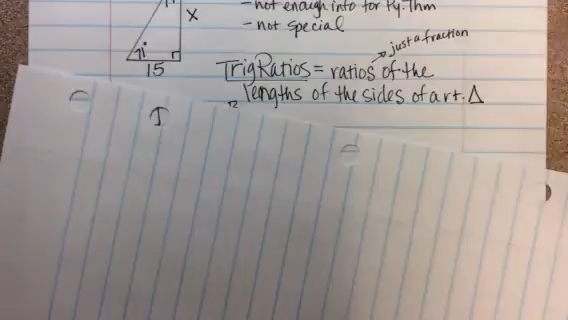 - not enough info for Py. Thm
x
- not special
just a fraction
71°
15
Trig Ratios = ratios of the
lengths of the sides of a rt. Δ